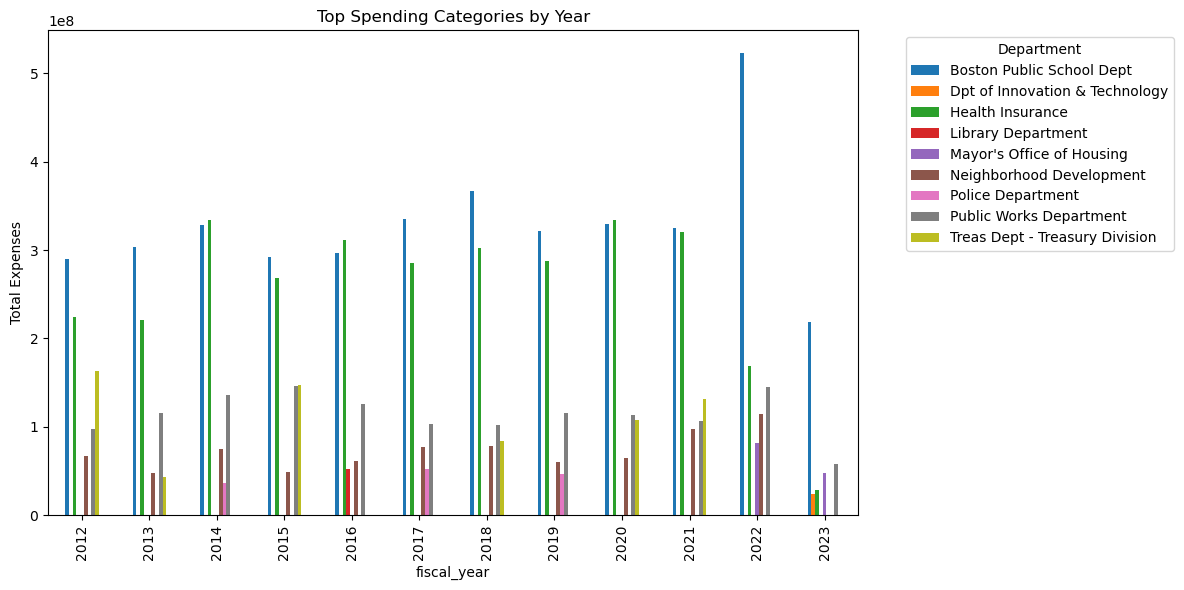 Top Spending Categories by Year
1e8
5
4
3
2
1
0
Total Expenses
2012
2013
2014
2015
2016
2017
2018
2019
2020
2021
2022
2023
fiscal_year
Department
Boston Public School Dept
Dpt of Innovation & Technology
Health Insurance
Library Department
Mayor's Office of Housing
Neighborhood Development
Police Department
Public Works Department
Treas Dept - Treasury Division